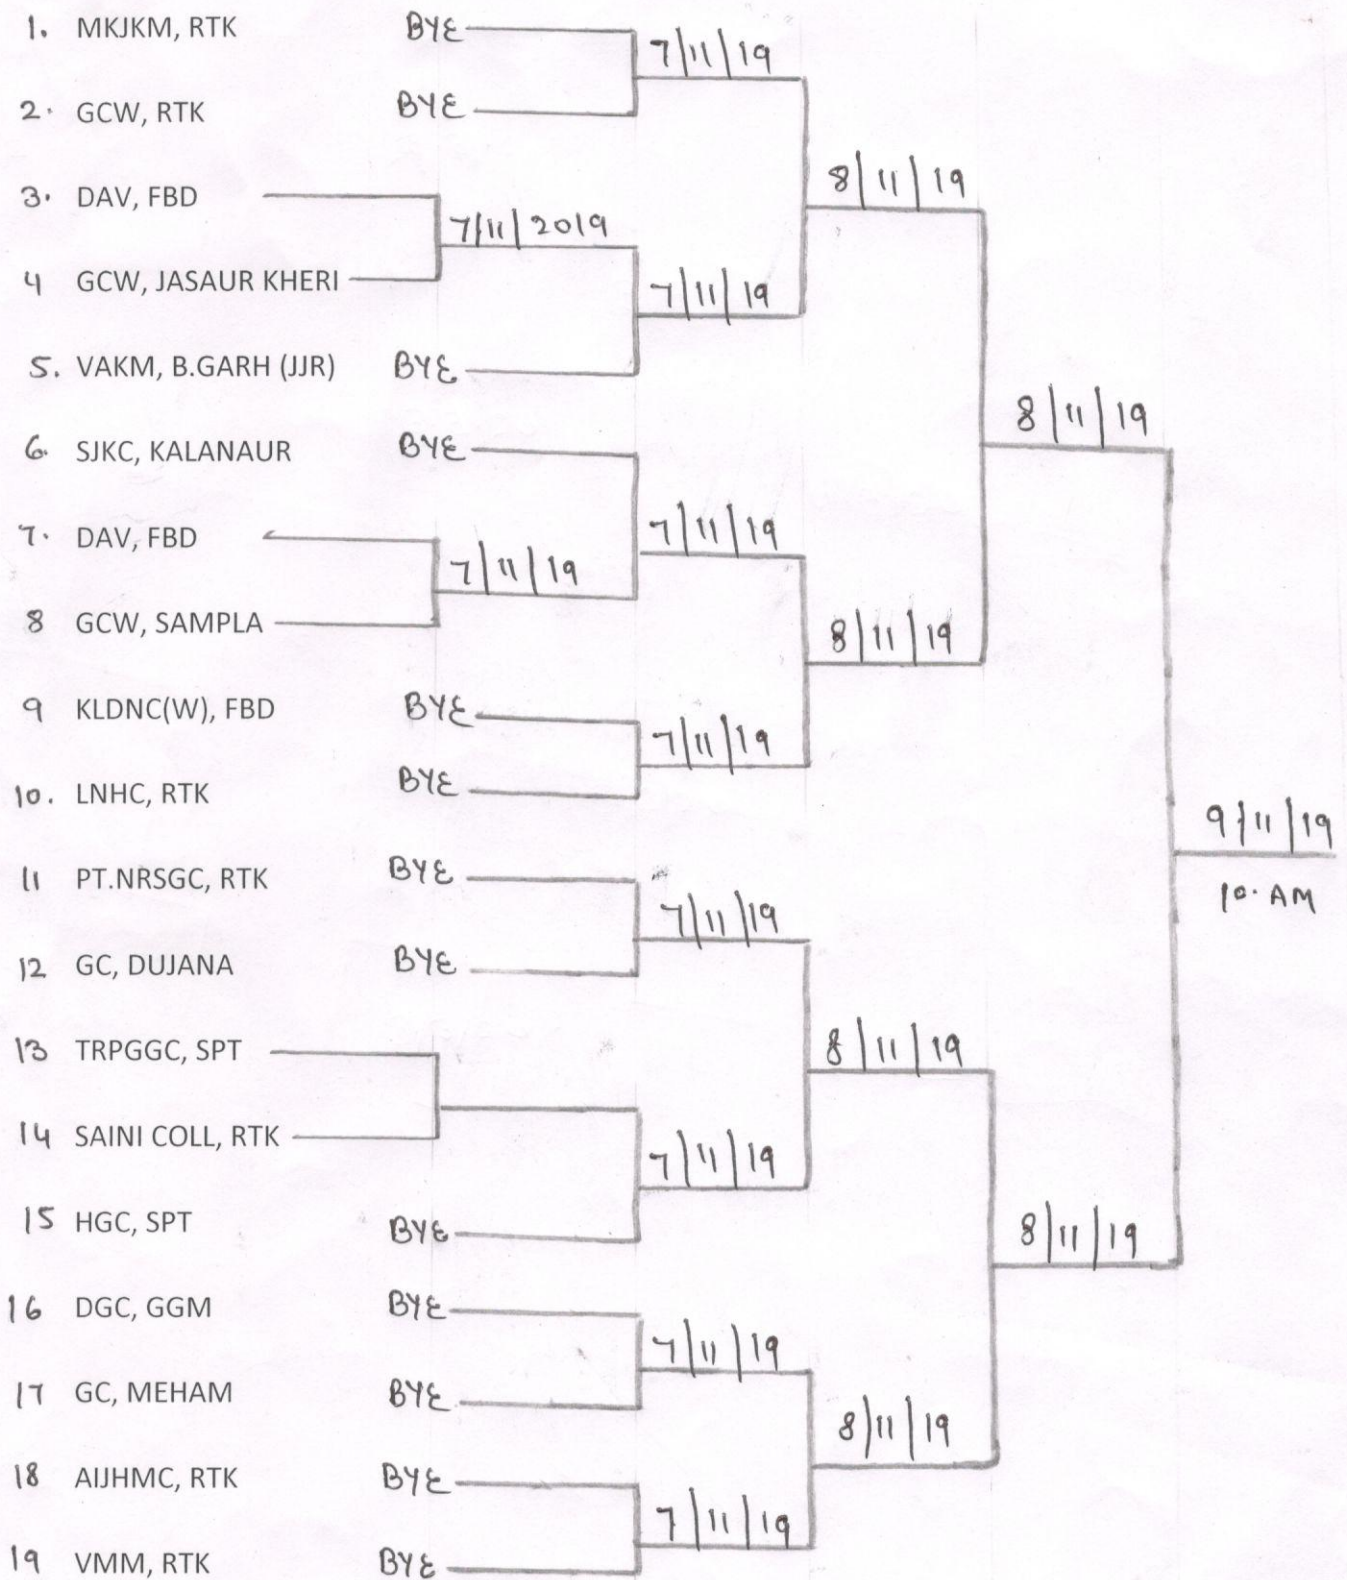 1. MKJKM, RTK BYE
7/11/19
2. GCW, RTK BYE
8/11/19
3. DAV, FBD
7/11/2019
4 GCW, JASAUR KHERI
7/11/19
5. VAKM, B.GARH (JJR) BYE
8/11/19
6. SJKC, KALANAUR BYE
7. DAV, FBD
7/11/19
7/11/19
8 GCW, SAMPLA
8/11/19
9 KLDNC(W), FBD BYE
7/11/19
10. LNHC, RTK BYE
9/11/19
11 PT.NRSGC, RTK BYE
10. AM
7/11/19
12 GC, DUJANA BYE
13 TRPGGC, SPT
8/11/19
14 SAINI COLL, RTK
7/11/19
15 HGC, SPT BYE
8/11/19
16 DGC, GGM BYE
7/11/19
17 GC, MEHAM BYE
8/11/19
18 AIJHMC, RTK BYE
7/11/19
19 VMM, RTK BYE